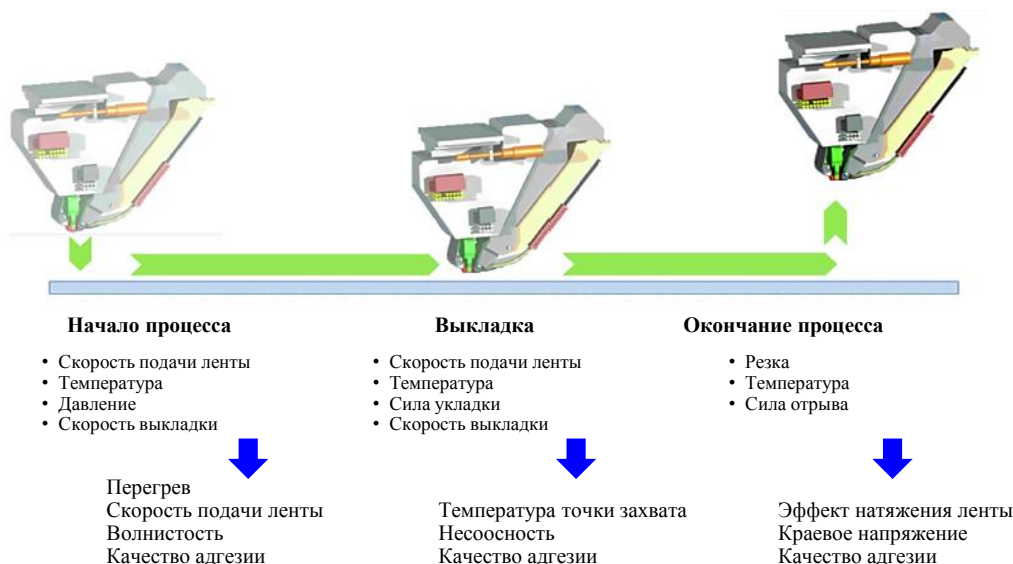 Начало процесса
• Скорость подачи ленты
• Температура
• Давление
• Скорость выкладки
Перегрев
Скорость подачи ленты
Волнистость
Качество адгезии
Выкладка
• Скорость подачи ленты
• Температура
• Сила укладки
• Скорость выкладки
Температура точки захвата
Несоосность
Качество адгезии
Окончание процесса
• Резка
• Температура
• Сила отрыва
Эффект натяжения ленты
Краевое напряжение
Качество адгезии